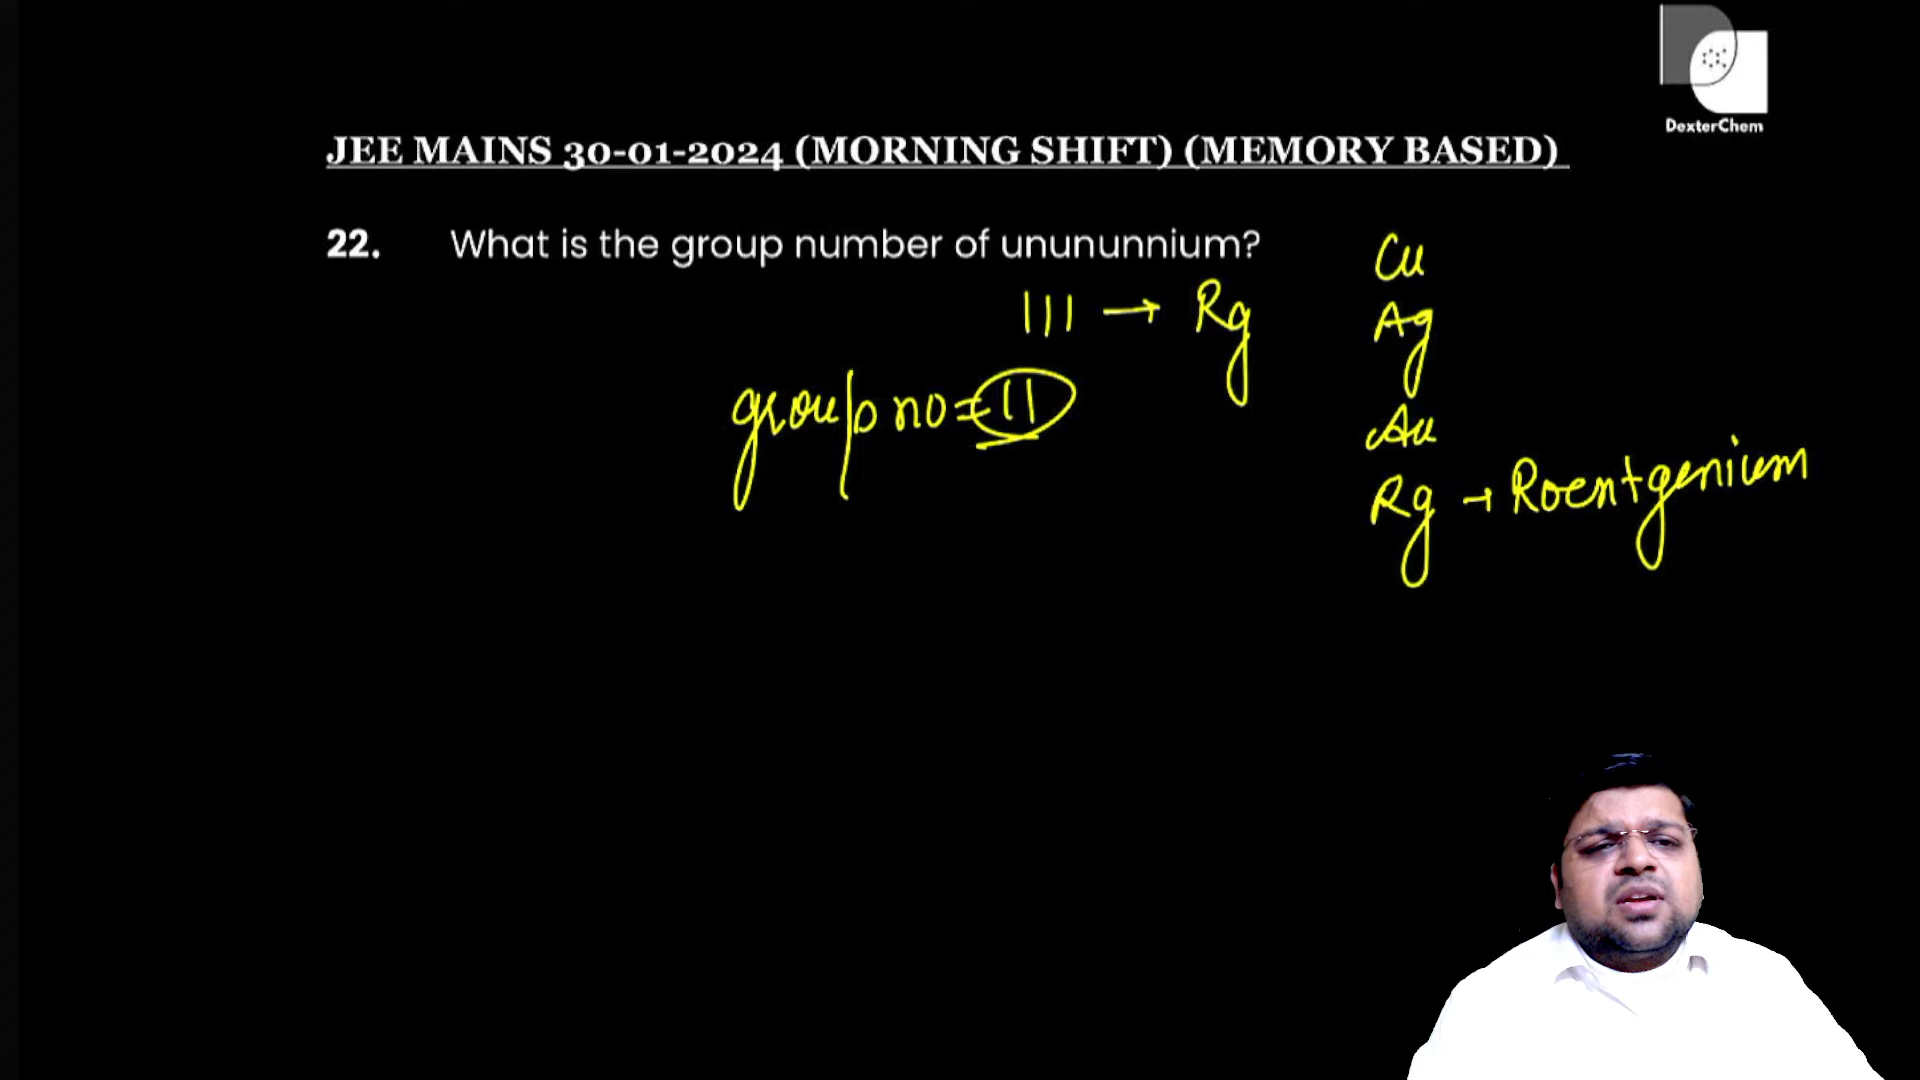 DexterChem
JEE MAINS 30-01-2024 (MORNING SHIFT) (MEMORY BASED)
22. What is the group number of unununnium?
Cu
111 → Rg
Ag
group no = 11
Au
Rg → Roentgenium